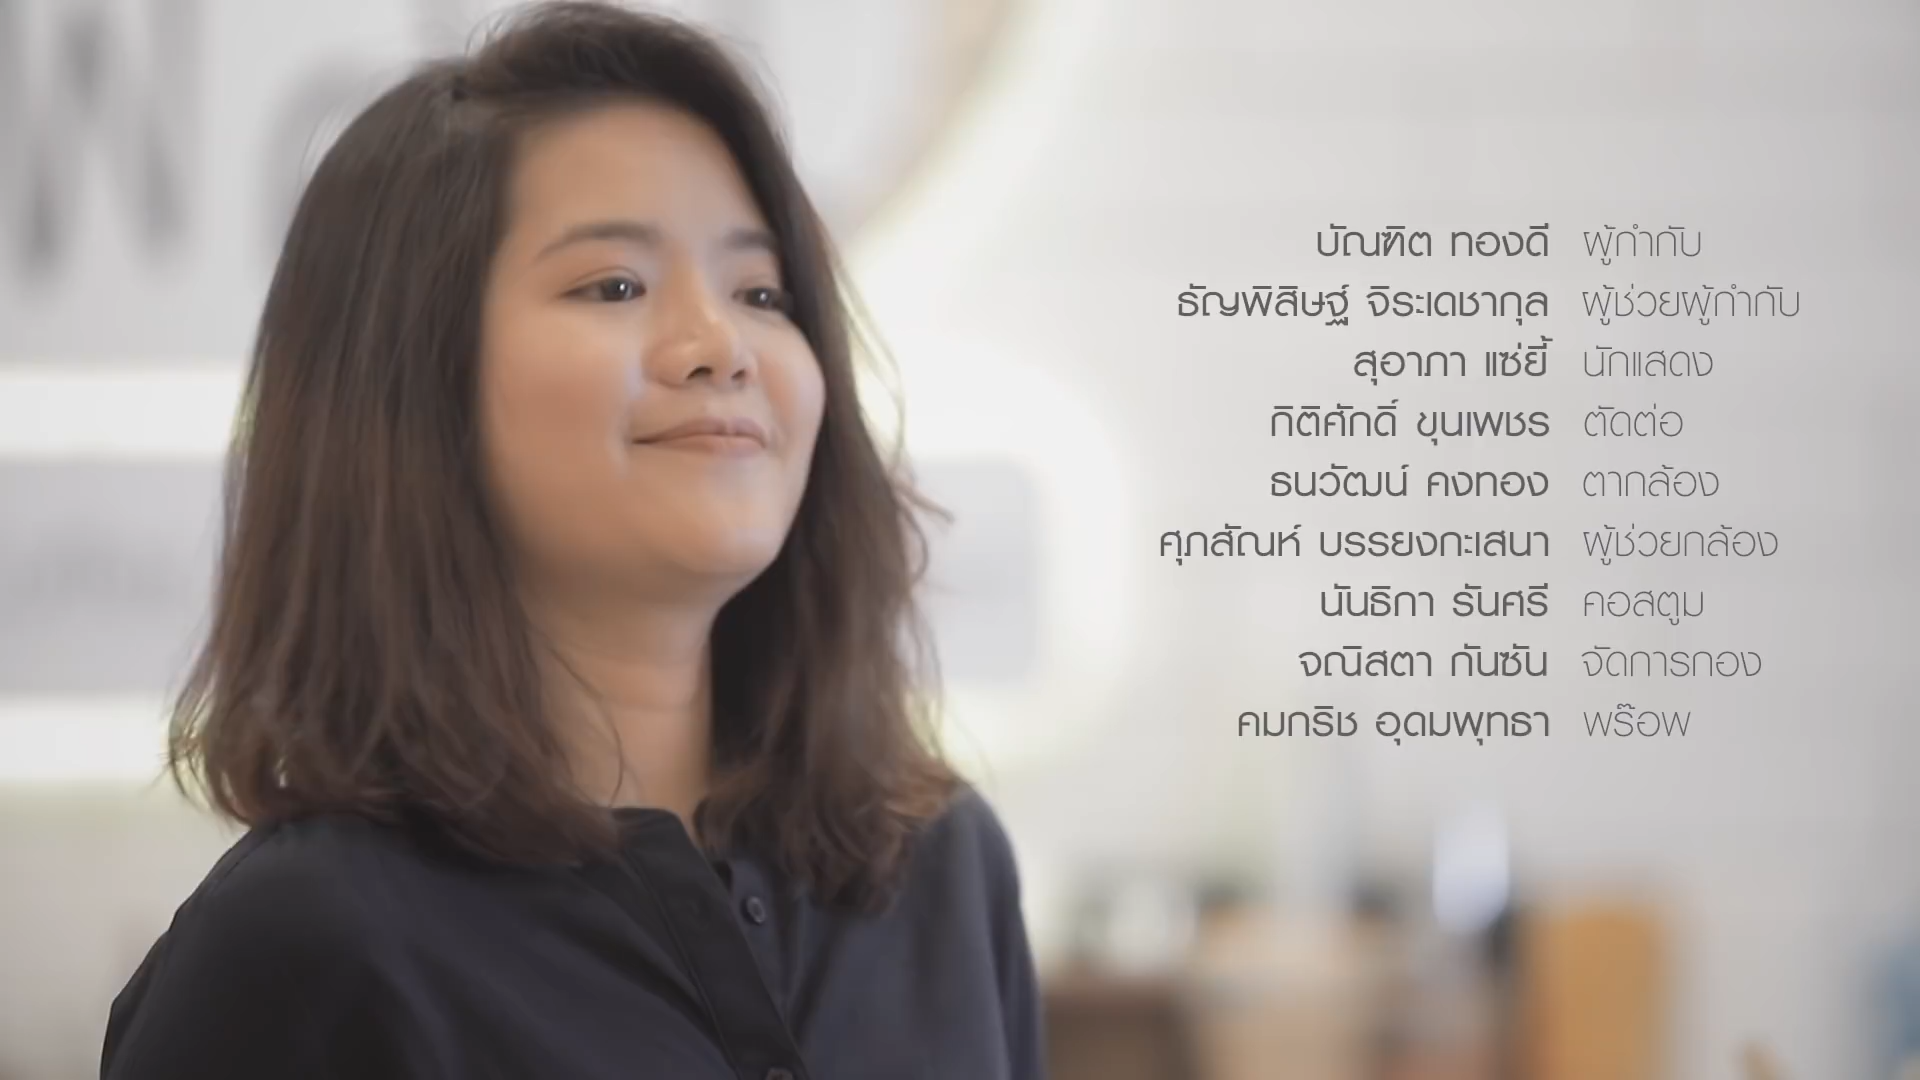 บัณฑิต ทองดี ผู้กำกับ
ธัญพิสิษฐ์ จิระเดชากุล ผู้ช่วยผู้กำกับ
สุอาภา แซ่ยี้ นักแสดง
กิติศักดิ์ ขุนเพชร ตัดต่อ
ธนวัฒน์ คงทอง ตากล้อง
ศุภสัณห์ บรรยงกะเสนา ผู้ช่วยกล้อง
นันธิกา รันศรี คอสตูม
จณิสตา กันซัน จัดการกอง
คมกริช อุดมพุทธา พร๊อพ